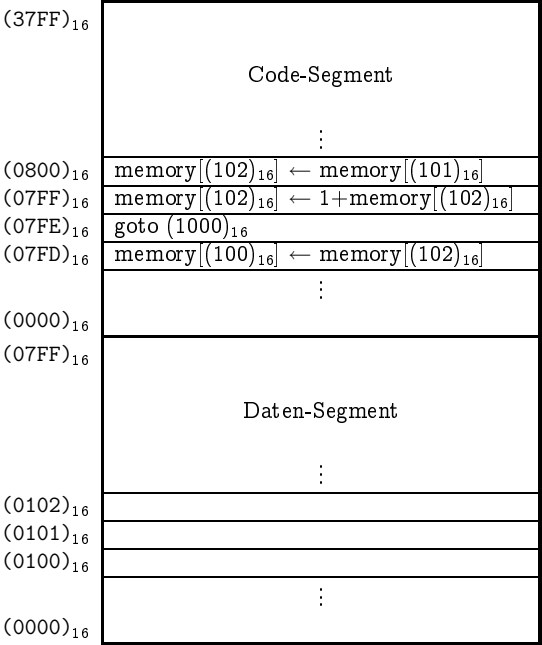 (37FF)₁₆
Code-Segment
⋮
(0800)₁₆ memory[(102)₁₆] ← memory[(101)₁₆]
(07FF)₁₆ memory[(102)₁₆] ← 1+memory[(102)₁₆]
(07FE)₁₆ goto (1000)₁₆
(07FD)₁₆ memory[(100)₁₆] ← memory[(102)₁₆]
⋮
(0000)₁₆
(07FF)₁₆
Daten-Segment
⋮
(0102)₁₆
(0101)₁₆
(0100)₁₆
⋮
(0000)₁₆